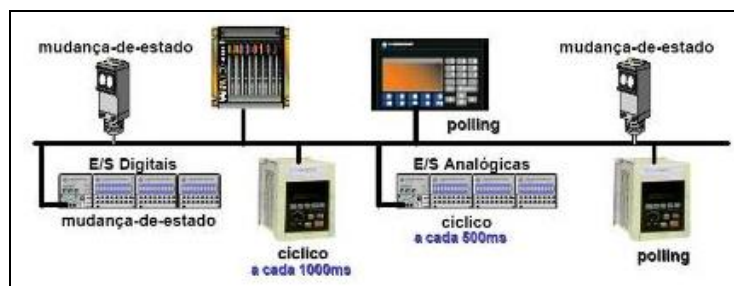 mudança-de-estado
mudança-de-estado
polling
E/S Digitais
E/S Analógicas
mudança-de-estado
cíclico
a cada 1000ms
cíclico
a cada 500ms
polling